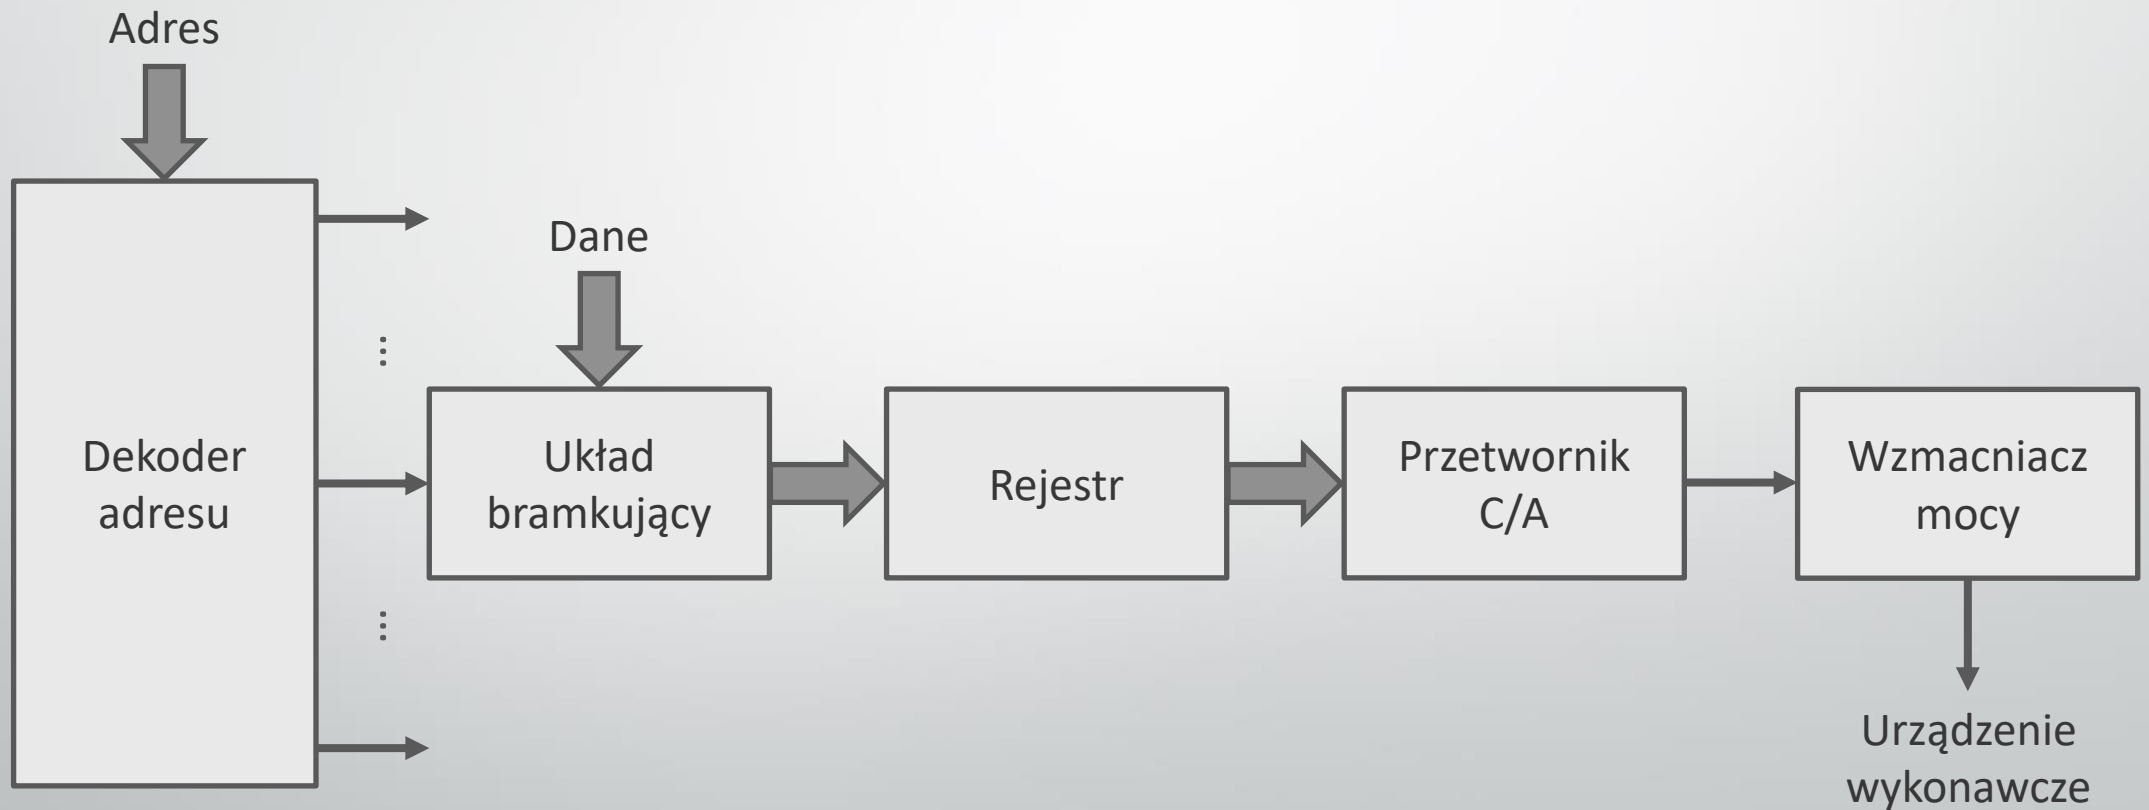 Adres
Dane
Dekoder
adresu
Układ
bramkujący
Rejestr
Przetwornik
C/A
Wzmacniacz
mocy
...
...
Urządzenie
wykonawcze